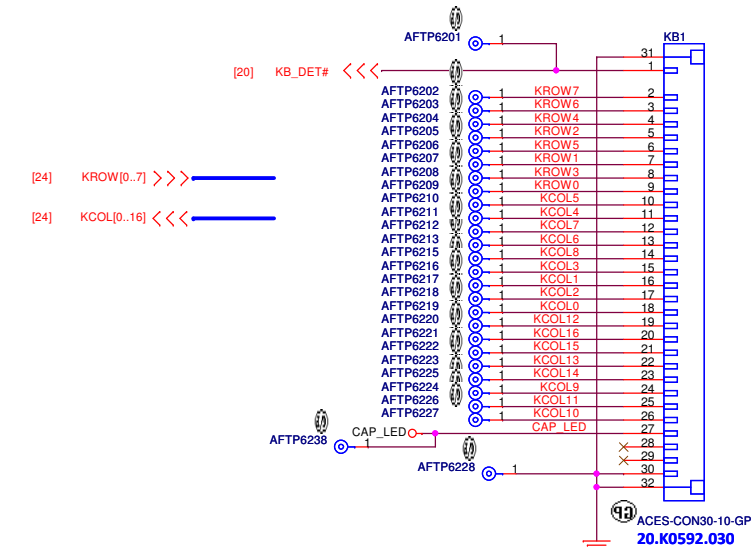 AFTP6201 1 KB1
31
[20] KB_DET# 1
AFTP6202 1 KROW7 2
AFTP6203 1 KROW6 3
AFTP6204 1 KROW4 4
AFTP6205 1 KROW2 5
AFTP6206 1 KROW5 6
AFTP6207 1 KROW1 7
[24] KROW[0..7] AFTP6208 1 KROW3 8
AFTP6209 1 KROW0 9
AFTP6210 1 KCOL5 10
[24] KCOL[0..16] AFTP6211 1 KCOL4 11
AFTP6212 1 KCOL7 12
AFTP6213 1 KCOL6 13
AFTP6215 1 KCOL8 14
AFTP6216 1 KCOL3 15
AFTP6217 1 KCOL1 16
AFTP6218 1 KCOL2 17
AFTP6219 1 KCOL0 18
AFTP6220 1 KCOL12 19
AFTP6221 1 KCOL16 20
AFTP6222 1 KCOL15 21
AFTP6223 1 KCOL13 22
AFTP6225 1 KCOL14 23
AFTP6224 1 KCOL9 24
AFTP6226 1 KCOL11 25
AFTP6227 1 KCOL10 26
CAP_LED CAP_LED 27
AFTP6238 1 28
29
AFTP6228 1 30
32
GP ACES-CON30-10-GP
20.K0592.030